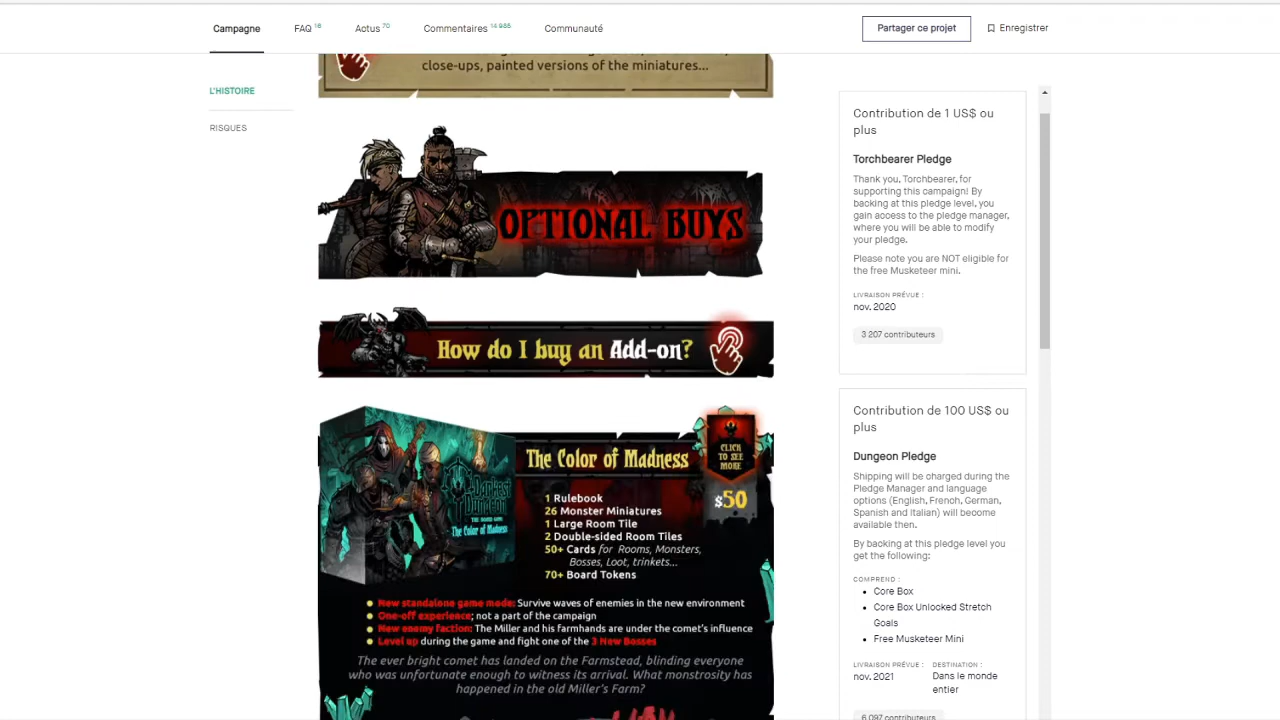 Campagne
FAQ 16
Actus 70
Commentaires 14 985
Communauté
Partager ce projet
Enregistrer
L'HISTOIRE
RISQUES
close-ups, painted versions of the miniatures...
OPTIONAL BUYS
How do I buy an Add-on?
The Color of Madness
CLICK
TO SEE
MORE
$50
1 Rulebook
26 Monster Miniatures
1 Large Room Tile
2 Double-sided Room Tiles
50+ Cards for Rooms, Monsters,
Bosses, Loot, trinkets...
70+ Board Tokens
Darkest
Dungeon
THE BOARD GAME
The Color of Madness
New standalone game mode: Survive waves of enemies in the new environment
One-off experience; not a part of the campaign
New enemy faction: The Miller and his farmhands are under the comet's influence
Level up during the game and fight one of the 3 New Bosses
The ever bright comet has landed on the Farmstead, blinding everyone
who was unfortunate enough to witness its arrival. What monstrosity has
happened in the old Miller's Farm?
Contribution de 1 US$ ou
plus
Torchbearer Pledge
Thank you, Torchbearer, for
supporting this campaign! By
backing at this pledge level, you
gain access to the pledge manager,
where you will be able to modify
your pledge.
Please note you are NOT eligible for
the free Musketeer mini.
LIVRAISON PRÉVUE :
nov. 2020
3 207 contributeurs
Contribution de 100 US$ ou
plus
Dungeon Pledge
Shipping will be charged during the
Pledge Manager and language
options (English, French, German,
Spanish and Italian) will beoome
available then.
By backing at this pledge level you
get the following:
COMPREND :
Core Box
Core Box Unlocked Stretch
Goals
Free Musketeer Mini
LIVRAISON PRÉVUE :
nov. 2021
DESTINATION :
Dans le monde
entier
6 097 contributeurs